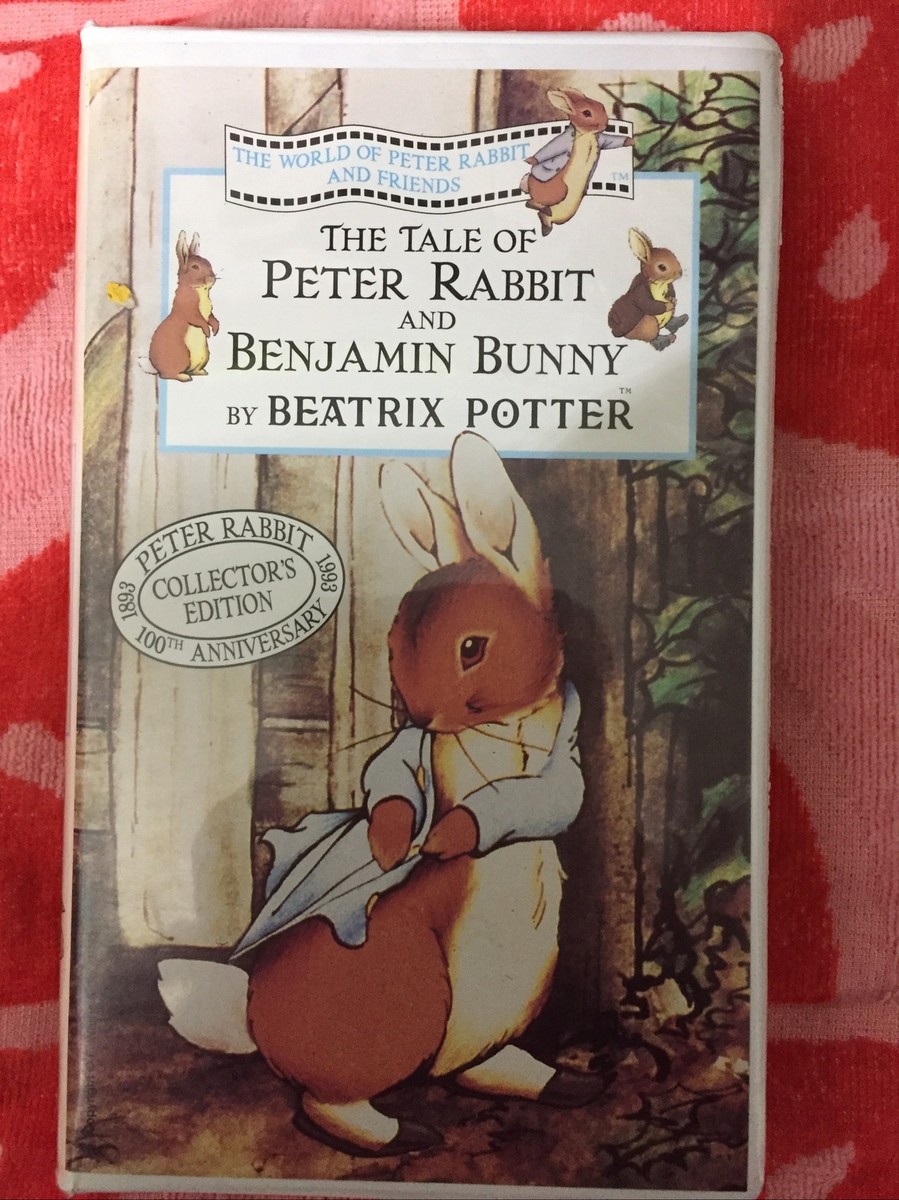 THE WORLD OF PETER RABBIT
AND FRIENDS
TM
THE TALE OF
PETER RABBIT
AND
BENJAMIN BUNNY
TM
BY BEATRIX POTTER
PETER RABBIT
COLLECTOR'S
EDITION
1893
1993
100TH ANNIVERSARY